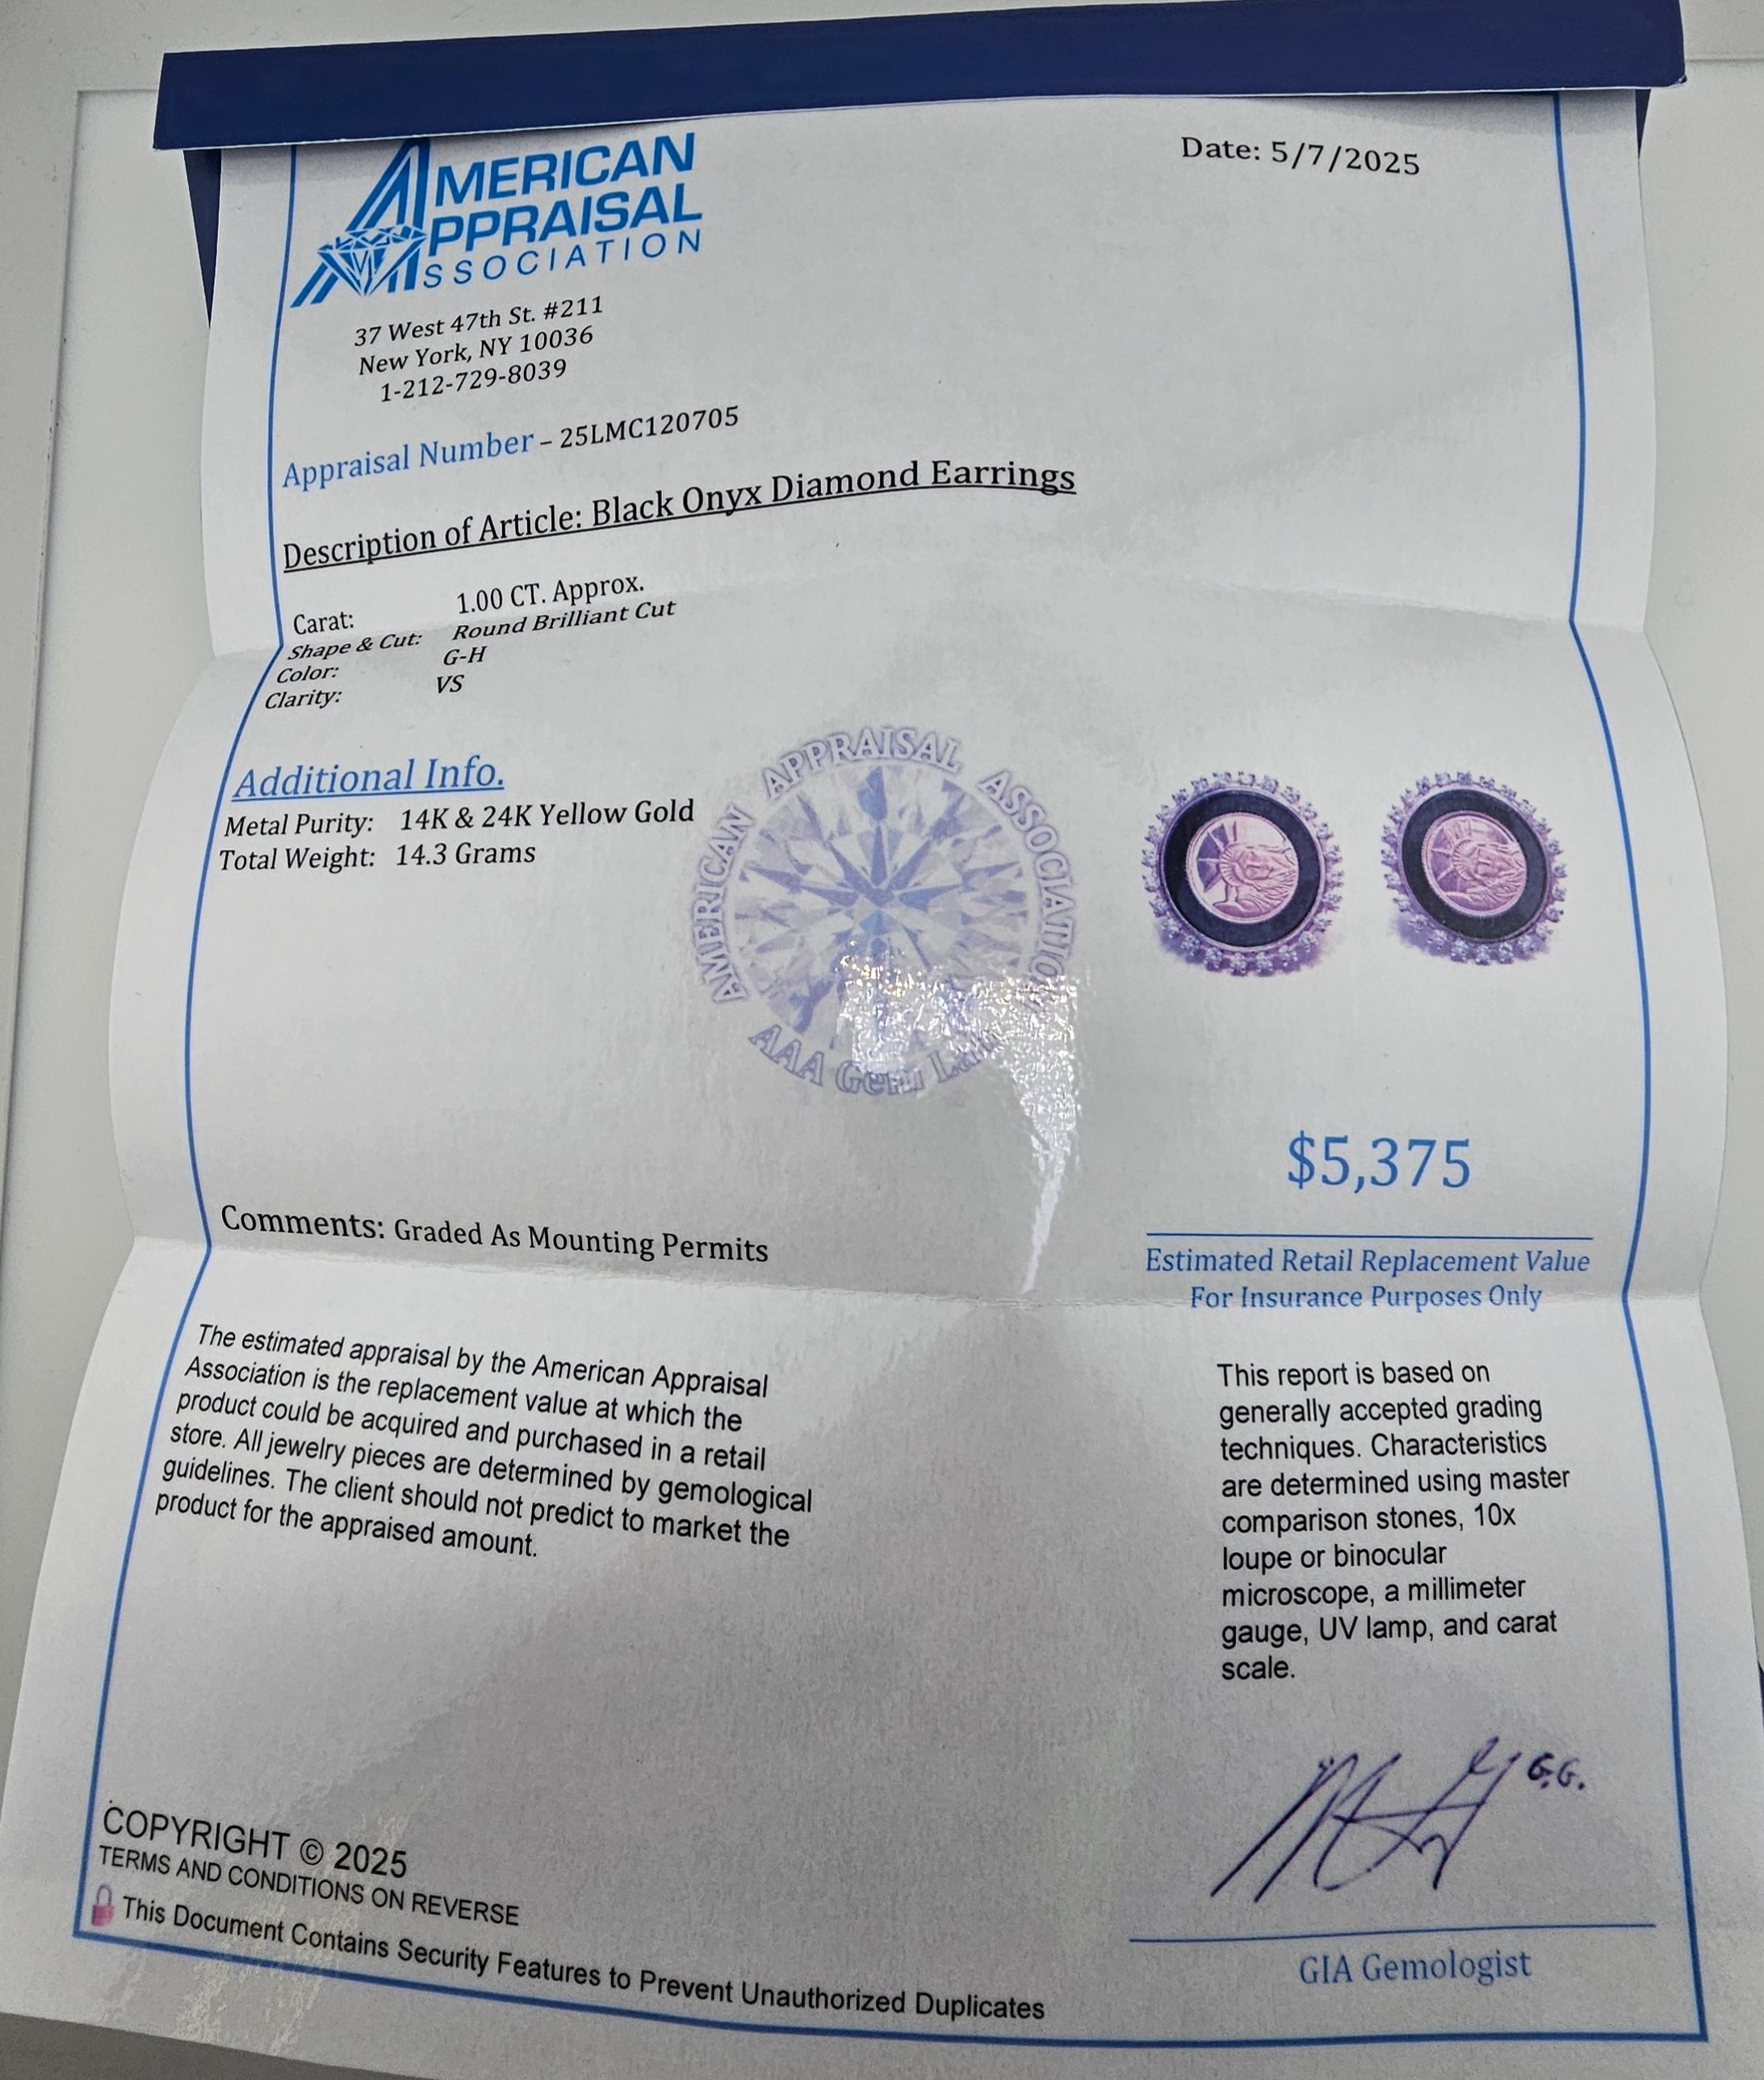 AMERICAN
APPRAISAL
ASSOCIATION
Date: 5/7/2025
37 West 47th St. #211
New York, NY 10036
1-212-729-8039
Appraisal Number – 25LMC120705
Description of Article: Black Onyx Diamond Earrings
Carat: 1.00 CT. Approx.
Shape & Cut: Round Brilliant Cut
Color: G-H
Clarity: VS
Additional Info.
Metal Purity: 14K & 24K Yellow Gold
Total Weight: 14.3 Grams
AMERICAN APPRAISAL ASSOCIATION
AAA Gem Lab
$5,375
Comments: Graded As Mounting Permits
Estimated Retail Replacement Value
For Insurance Purposes Only
The estimated appraisal by the American Appraisal
Association is the replacement value at which the
product could be acquired and purchased in a retail
store. All jewelry pieces are determined by gemological
guidelines. The client should not predict to market the
product for the appraised amount.
This report is based on
generally accepted grading
techniques. Characteristics
are determined using master
comparison stones, 10x
loupe or binocular
microscope, a millimeter
gauge, UV lamp, and carat
scale.
G.G.
GIA Gemologist
COPYRIGHT © 2025
TERMS AND CONDITIONS ON REVERSE
This Document Contains Security Features to Prevent Unauthorized Duplicates